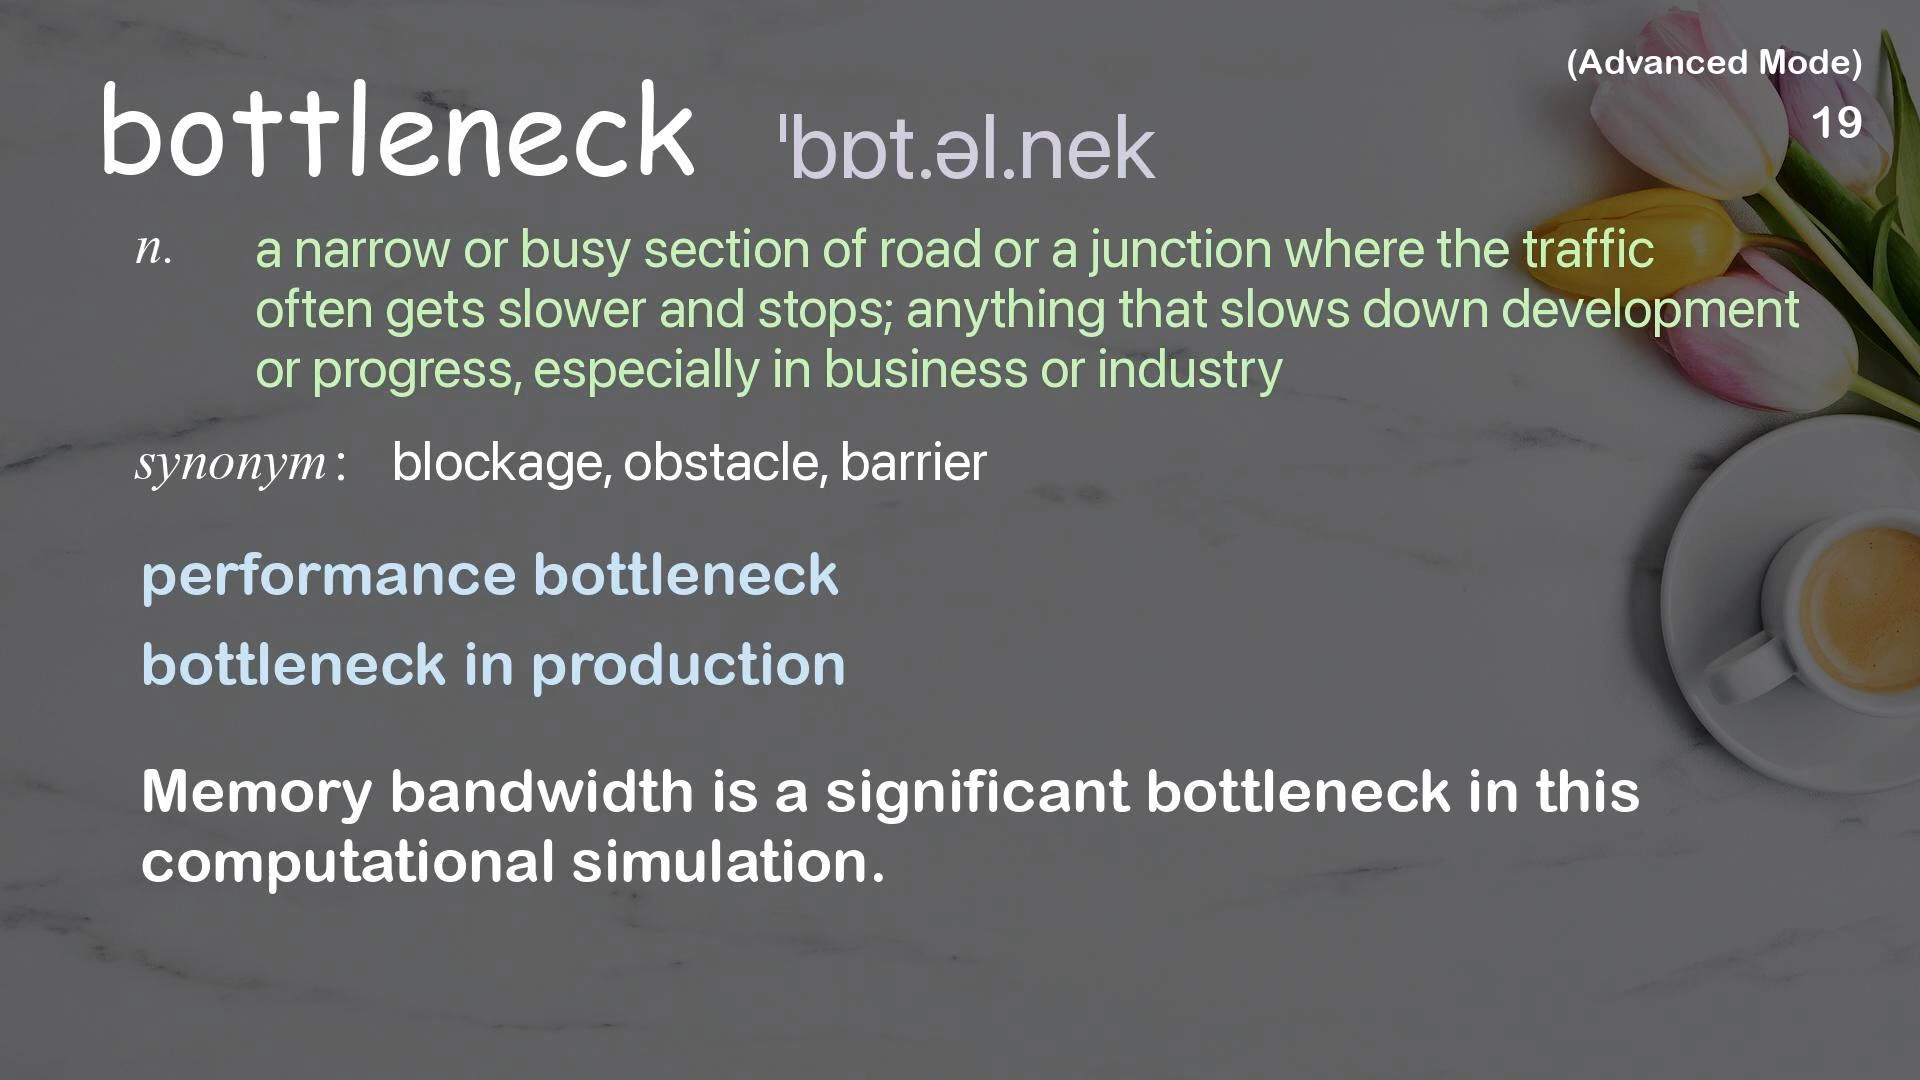 (Advanced Mode)
19
bottleneck ˈbɒt.əl.nek
n. a narrow or busy section of road or a junction where the traffic
often gets slower and stops; anything that slows down development
or progress, especially in business or industry
synonym: blockage, obstacle, barrier
performance bottleneck
bottleneck in production
Memory bandwidth is a significant bottleneck in this
computational simulation.